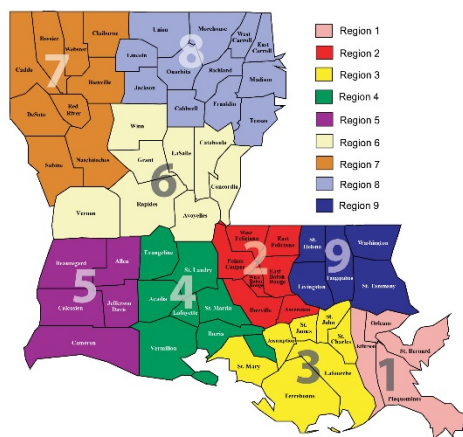 Region 1
Region 2
Region 3
Region 4
Region 5
Region 6
Region 7
Region 8
Region 9
Caddo
Bossier
Webster
Claiborne
Bienville
DeSoto
Red
River
Sabine
Natchitoches
7
Union
Morehouse
West
Carroll
East
Carroll
Lincoln
Ouachita
Richland
Madison
Jackson
Caldwell
Franklin
Tensas
8
Winn
Grant
LaSalle
Catahoula
Concordia
Vernon
Rapides
Avoyelles
6
Beauregard
Allen
Calcasieu
Jefferson
Davis
Cameron
5
Evangeline
St. Landry
Acadia
Lafayette
St. Martin
Vermilion
Iberia
4
West
Feliciana
East Feliciana
Pointe
Coupee
West
Baton
Rouge
East
Baton
Rouge
Iberville
Ascension
2
St.
Helena
Tangipahoa
Washington
Livingston
St. Tammany
9
Assumption
St.
James
St.
John
St.
Charles
St. Mary
Terrebonne
Lafourche
3
Orleans
Jefferson
St. Bernard
Plaquemines
1